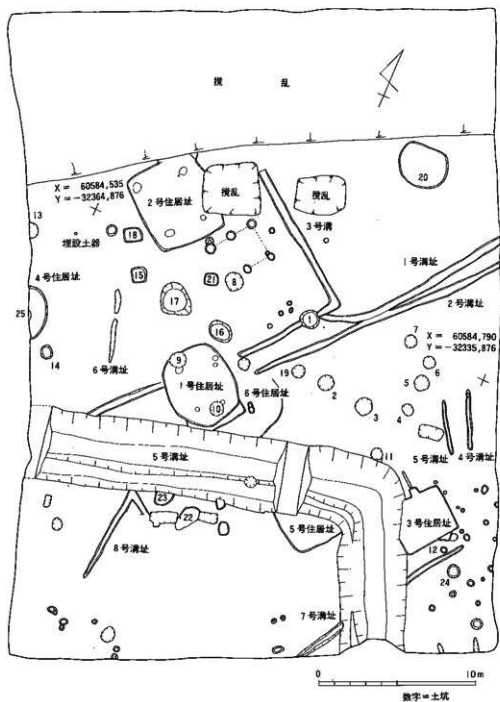 攪 乱
20
X = 60584,535
Y = -32364,876
2号住居址
攪乱
攪乱
3号溝
13
埋設土器
18
4号住居址
15
21
8
1号溝址
2号溝址
17
25
1
X = 60584,790
Y = -32335,876
16
7
14
6号溝址
9
6
1号住居址
6号住居址
19
2
5
10
3
4
5号溝址
11
5号溝址
4号溝址
23
22
5号住居址
3号住居址
12
24
8号溝址
7号溝址
0 10m
数字=土坑